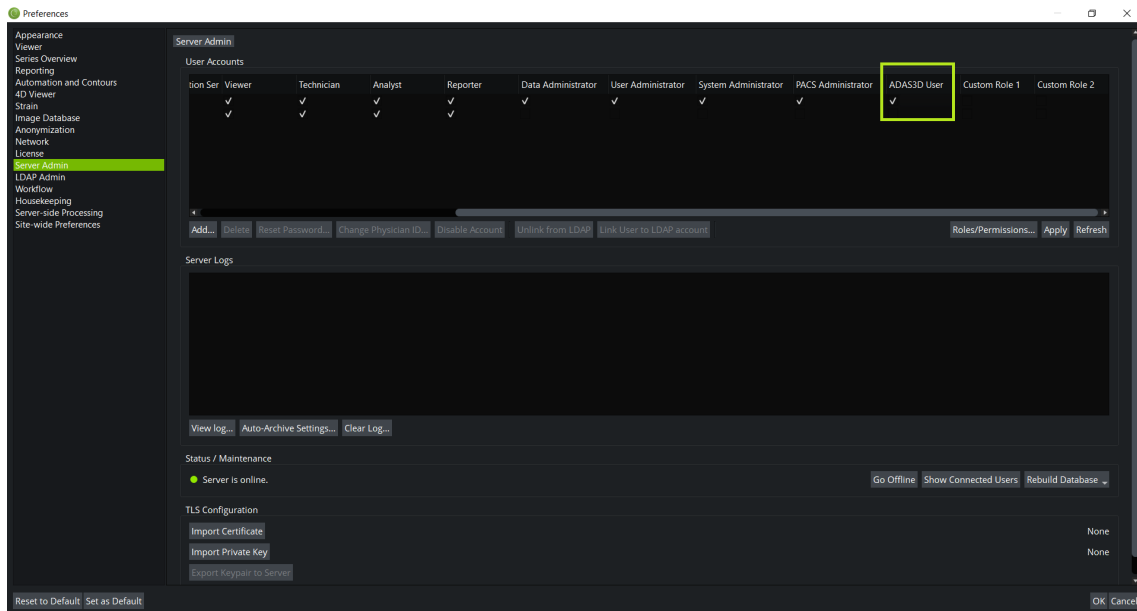 Preferences
Appearance
Viewer
Series Overview
Reporting
Automation and Contours
4D Viewer
Strain
Image Database
Anonymization
Network
License
Server Admin
LDAP Admin
Workflow
Housekeeping
Server-side Processing
Site-wide Preferences
Server Admin
User Accounts
tion Ser Viewer Technician Analyst Reporter Data Administrator User Administrator System Administrator PACS Administrator ADAS3D User Custom Role 1 Custom Role 2
Add... Delete Reset Password... Change Physician ID... Disable Account Unlink from LDAP Link User to LDAP account Roles/Permissions... Apply Refresh
Server Logs
View log... Auto-Archive Settings... Clear Log...
Status / Maintenance
Server is online. Go Offline Show Connected Users Rebuild Database
TLS Configuration
Import Certificate None
Import Private Key None
Export Keypair to Server
Reset to Default Set as Default OK Cancel